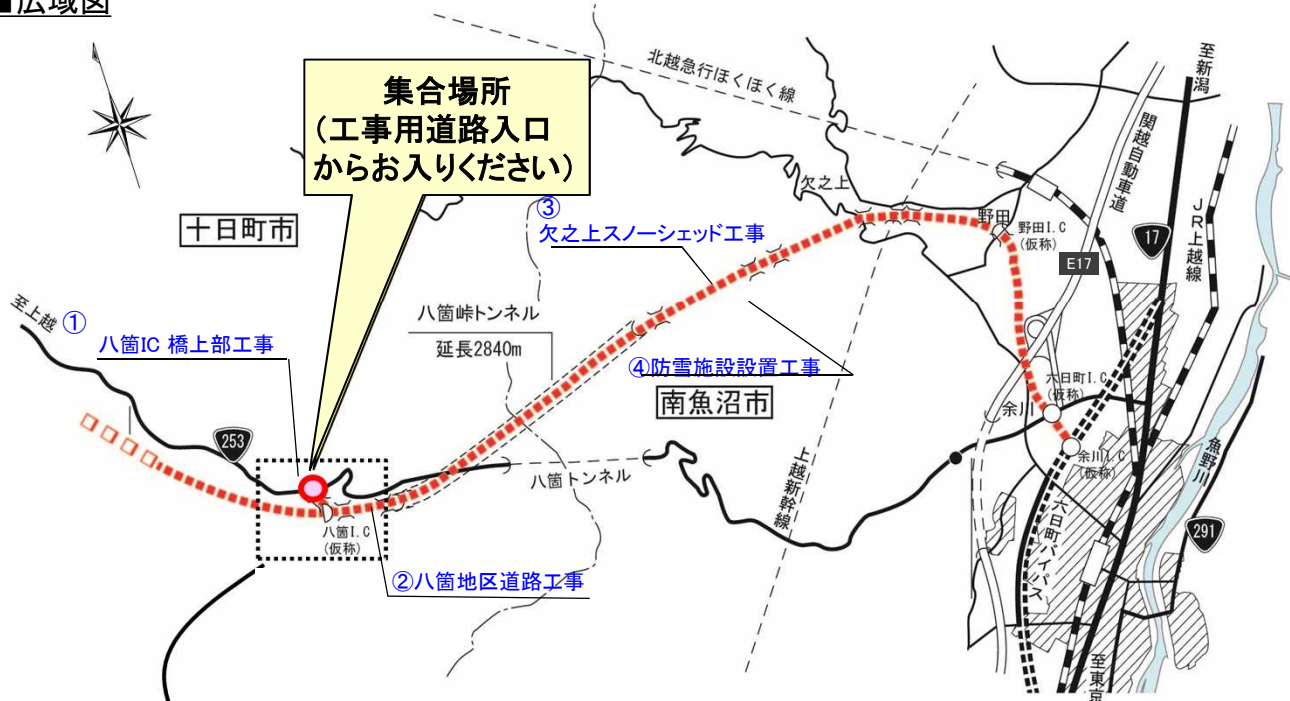 ■広域図
集合場所
(工事用道路入口
からお入りください)
十日町市
至上越
①
八箇IC 橋上部工事
253
八箇I.C
(仮称)
②八箇地区道路工事
八箇峠トンネル
延長2840m
八箇トンネル
③
欠之上スノーシェッド工事
④防雪施設設置工事
南魚沼市
上越新幹線
北越急行ほくほく線
欠之上
野田
野田I.C
(仮称)
E17
関越自動車道
至新潟
17
JR上越線
六日町I.C
(仮称)
余川
余川I.C
(仮称)
六日町バイパス
魚野川
291
至東京